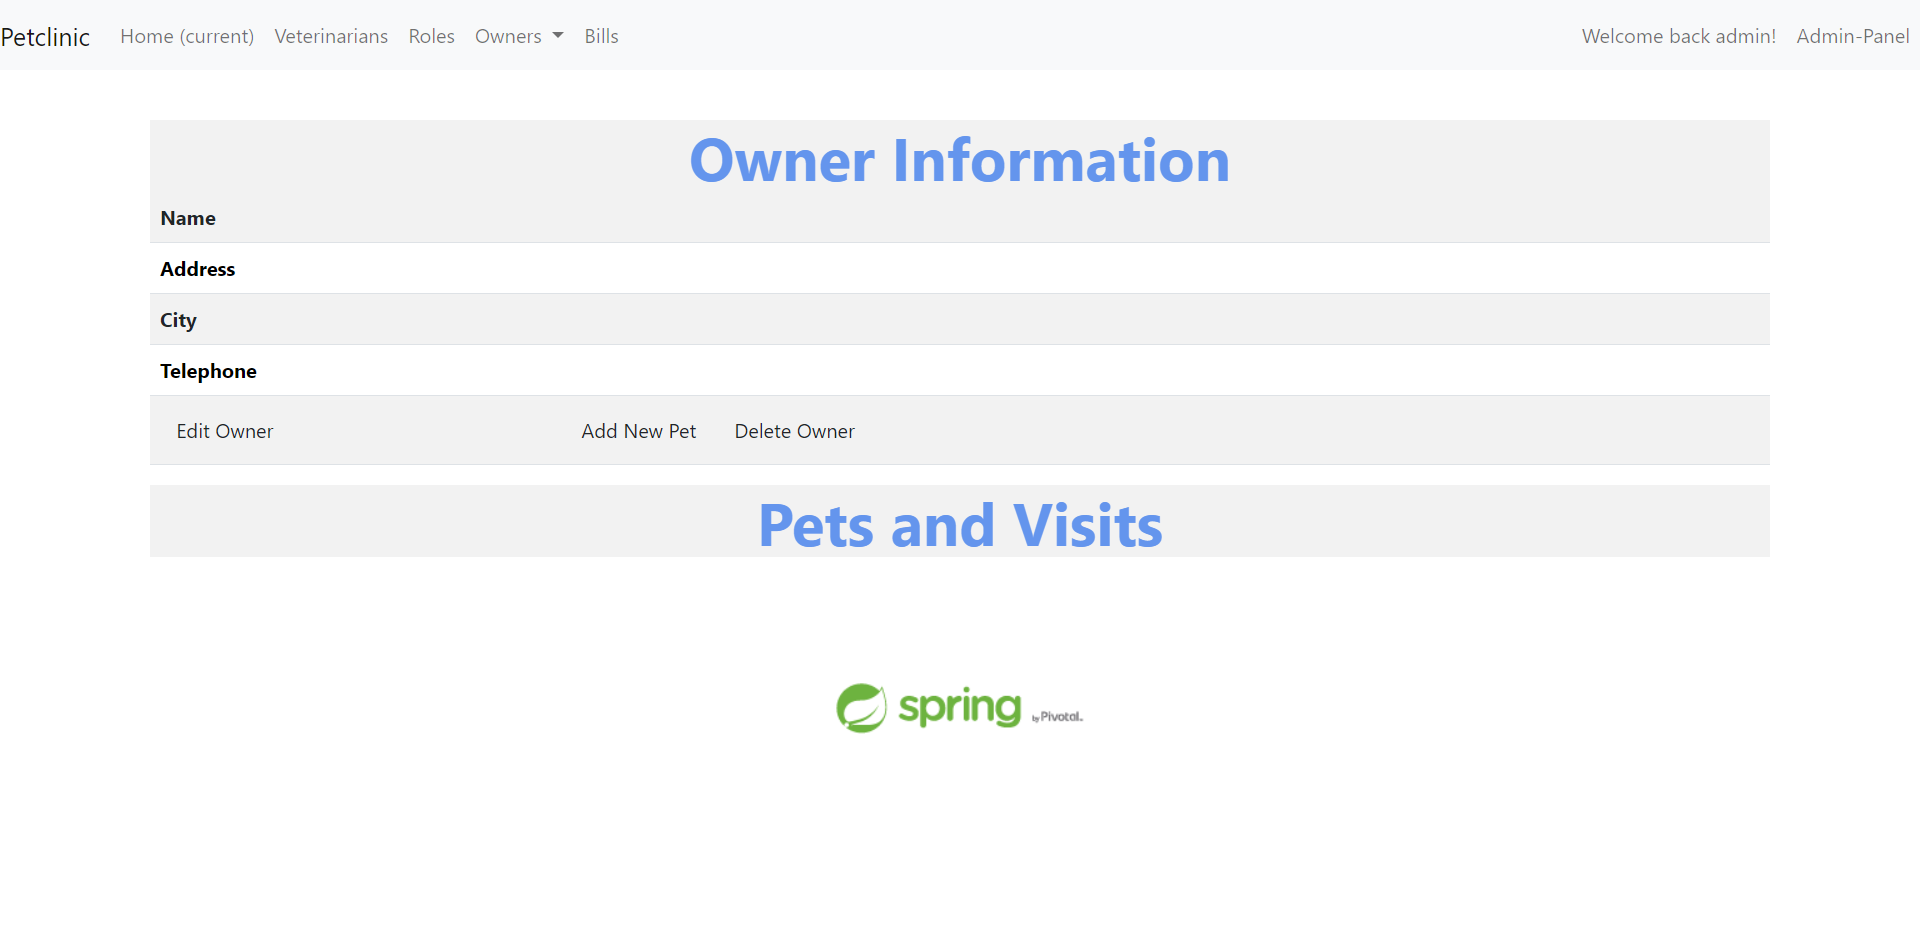 Petclinic Home (current) Veterinarians Roles Owners Bills Welcome back admin! Admin-Panel
Owner Information
Name
Address
City
Telephone
Edit Owner Add New Pet Delete Owner
Pets and Visits
spring by Pivotal.